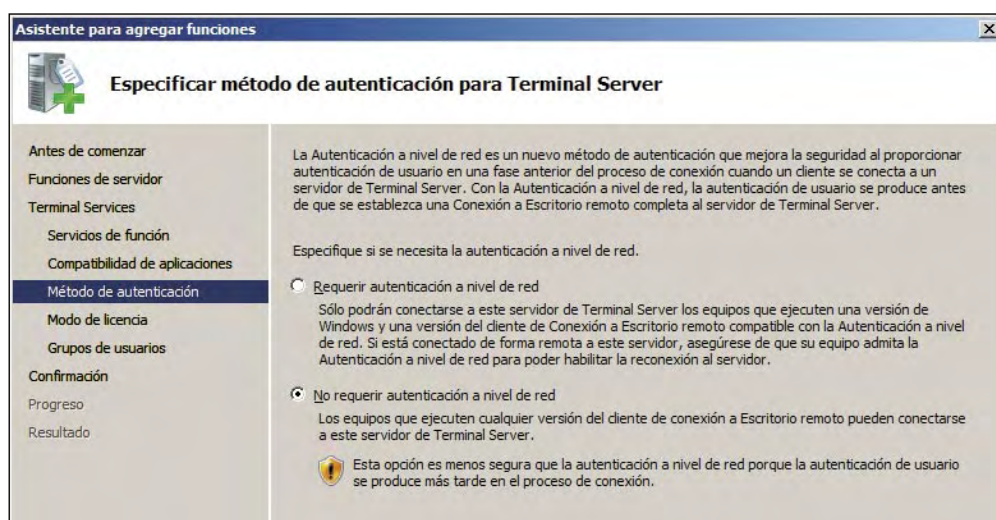 Asistente para agregar funciones
Especificar método de autenticación para Terminal Server
Antes de comenzar
Funciones de servidor
Terminal Services
Servicios de función
Compatibilidad de aplicaciones
Método de autenticación
Modo de licencia
Grupos de usuarios
Confirmación
Progreso
Resultado
La Autenticación a nivel de red es un nuevo método de autenticación que mejora la seguridad al proporcionar
autenticación de usuario en una fase anterior del proceso de conexión cuando un cliente se conecta a un
servidor de Terminal Server. Con la Autenticación a nivel de red, la autenticación de usuario se produce antes
de que se establezca una Conexión a Escritorio remoto completa al servidor de Terminal Server.
Especifique si se necesita la autenticación a nivel de red.
Requerir autenticación a nivel de red
Sólo podrán conectarse a este servidor de Terminal Server los equipos que ejecuten una versión de
Windows y una versión del cliente de Conexión a Escritorio remoto compatible con la Autenticación a nivel
de red. Si está conectado de forma remota a este servidor, asegúrese de que su equipo admita la
Autenticación a nivel de red para poder habilitar la reconexión al servidor.
No requerir autenticación a nivel de red
Los equipos que ejecuten cualquier versión del cliente de conexión a Escritorio remoto pueden conectarse
a este servidor de Terminal Server.
Esta opción es menos segura que la autenticación a nivel de red porque la autenticación de usuario
se produce más tarde en el proceso de conexión.